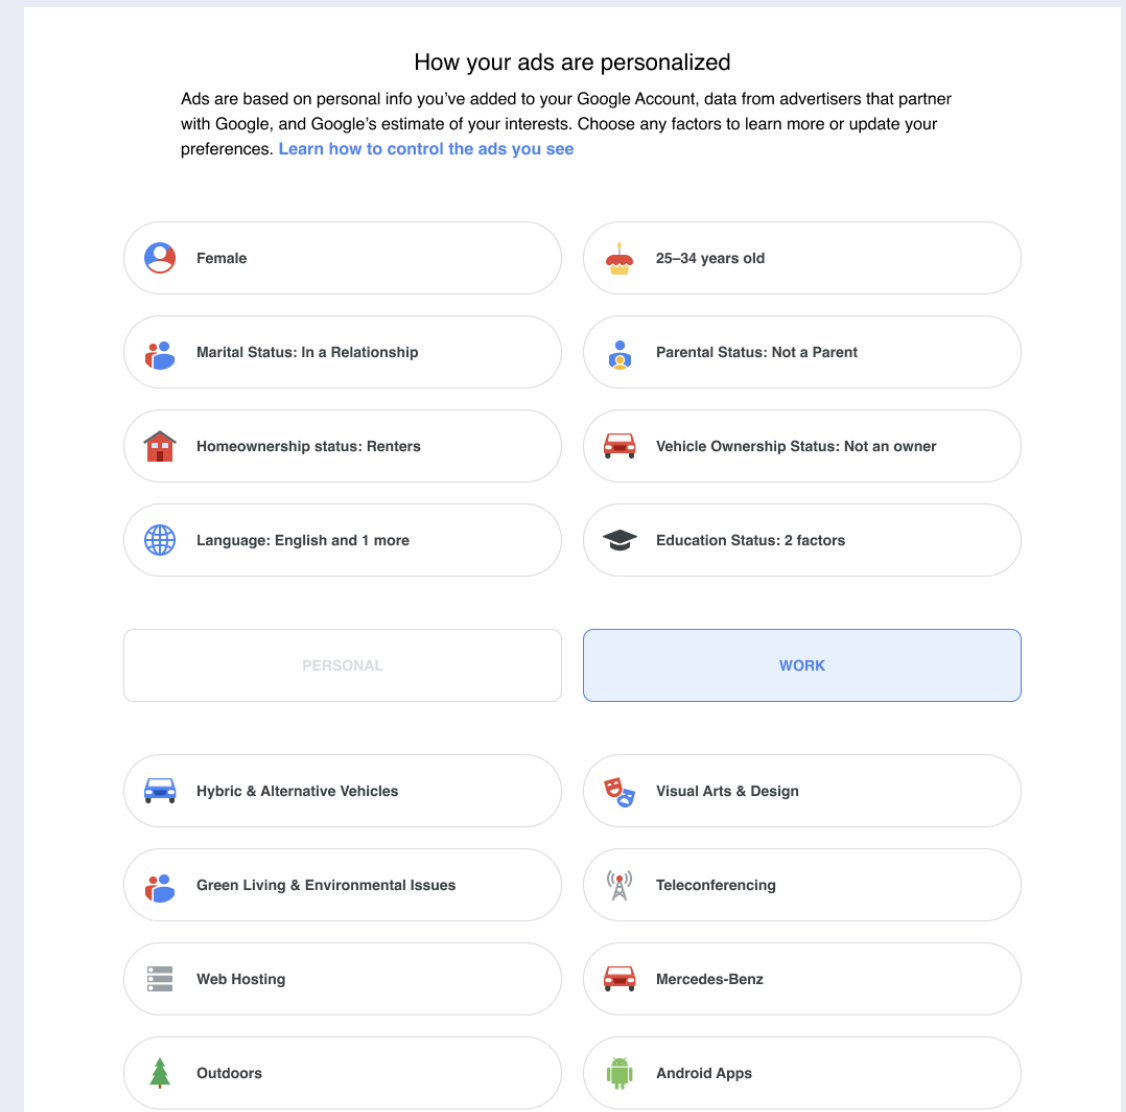 How your ads are personalized
Ads are based on personal info you've added to your Google Account, data from advertisers that partner
with Google, and Google's estimate of your interests. Choose any factors to learn more or update your
preferences. Learn how to control the ads you see
Female
25–34 years old
Marital Status: In a Relationship
Parental Status: Not a Parent
Homeownership status: Renters
Vehicle Ownership Status: Not an owner
Language: English and 1 more
Education Status: 2 factors
PERSONAL
WORK
Hybric & Alternative Vehicles
Visual Arts & Design
Green Living & Environmental Issues
Teleconferencing
Web Hosting
Mercedes-Benz
Outdoors
Android Apps